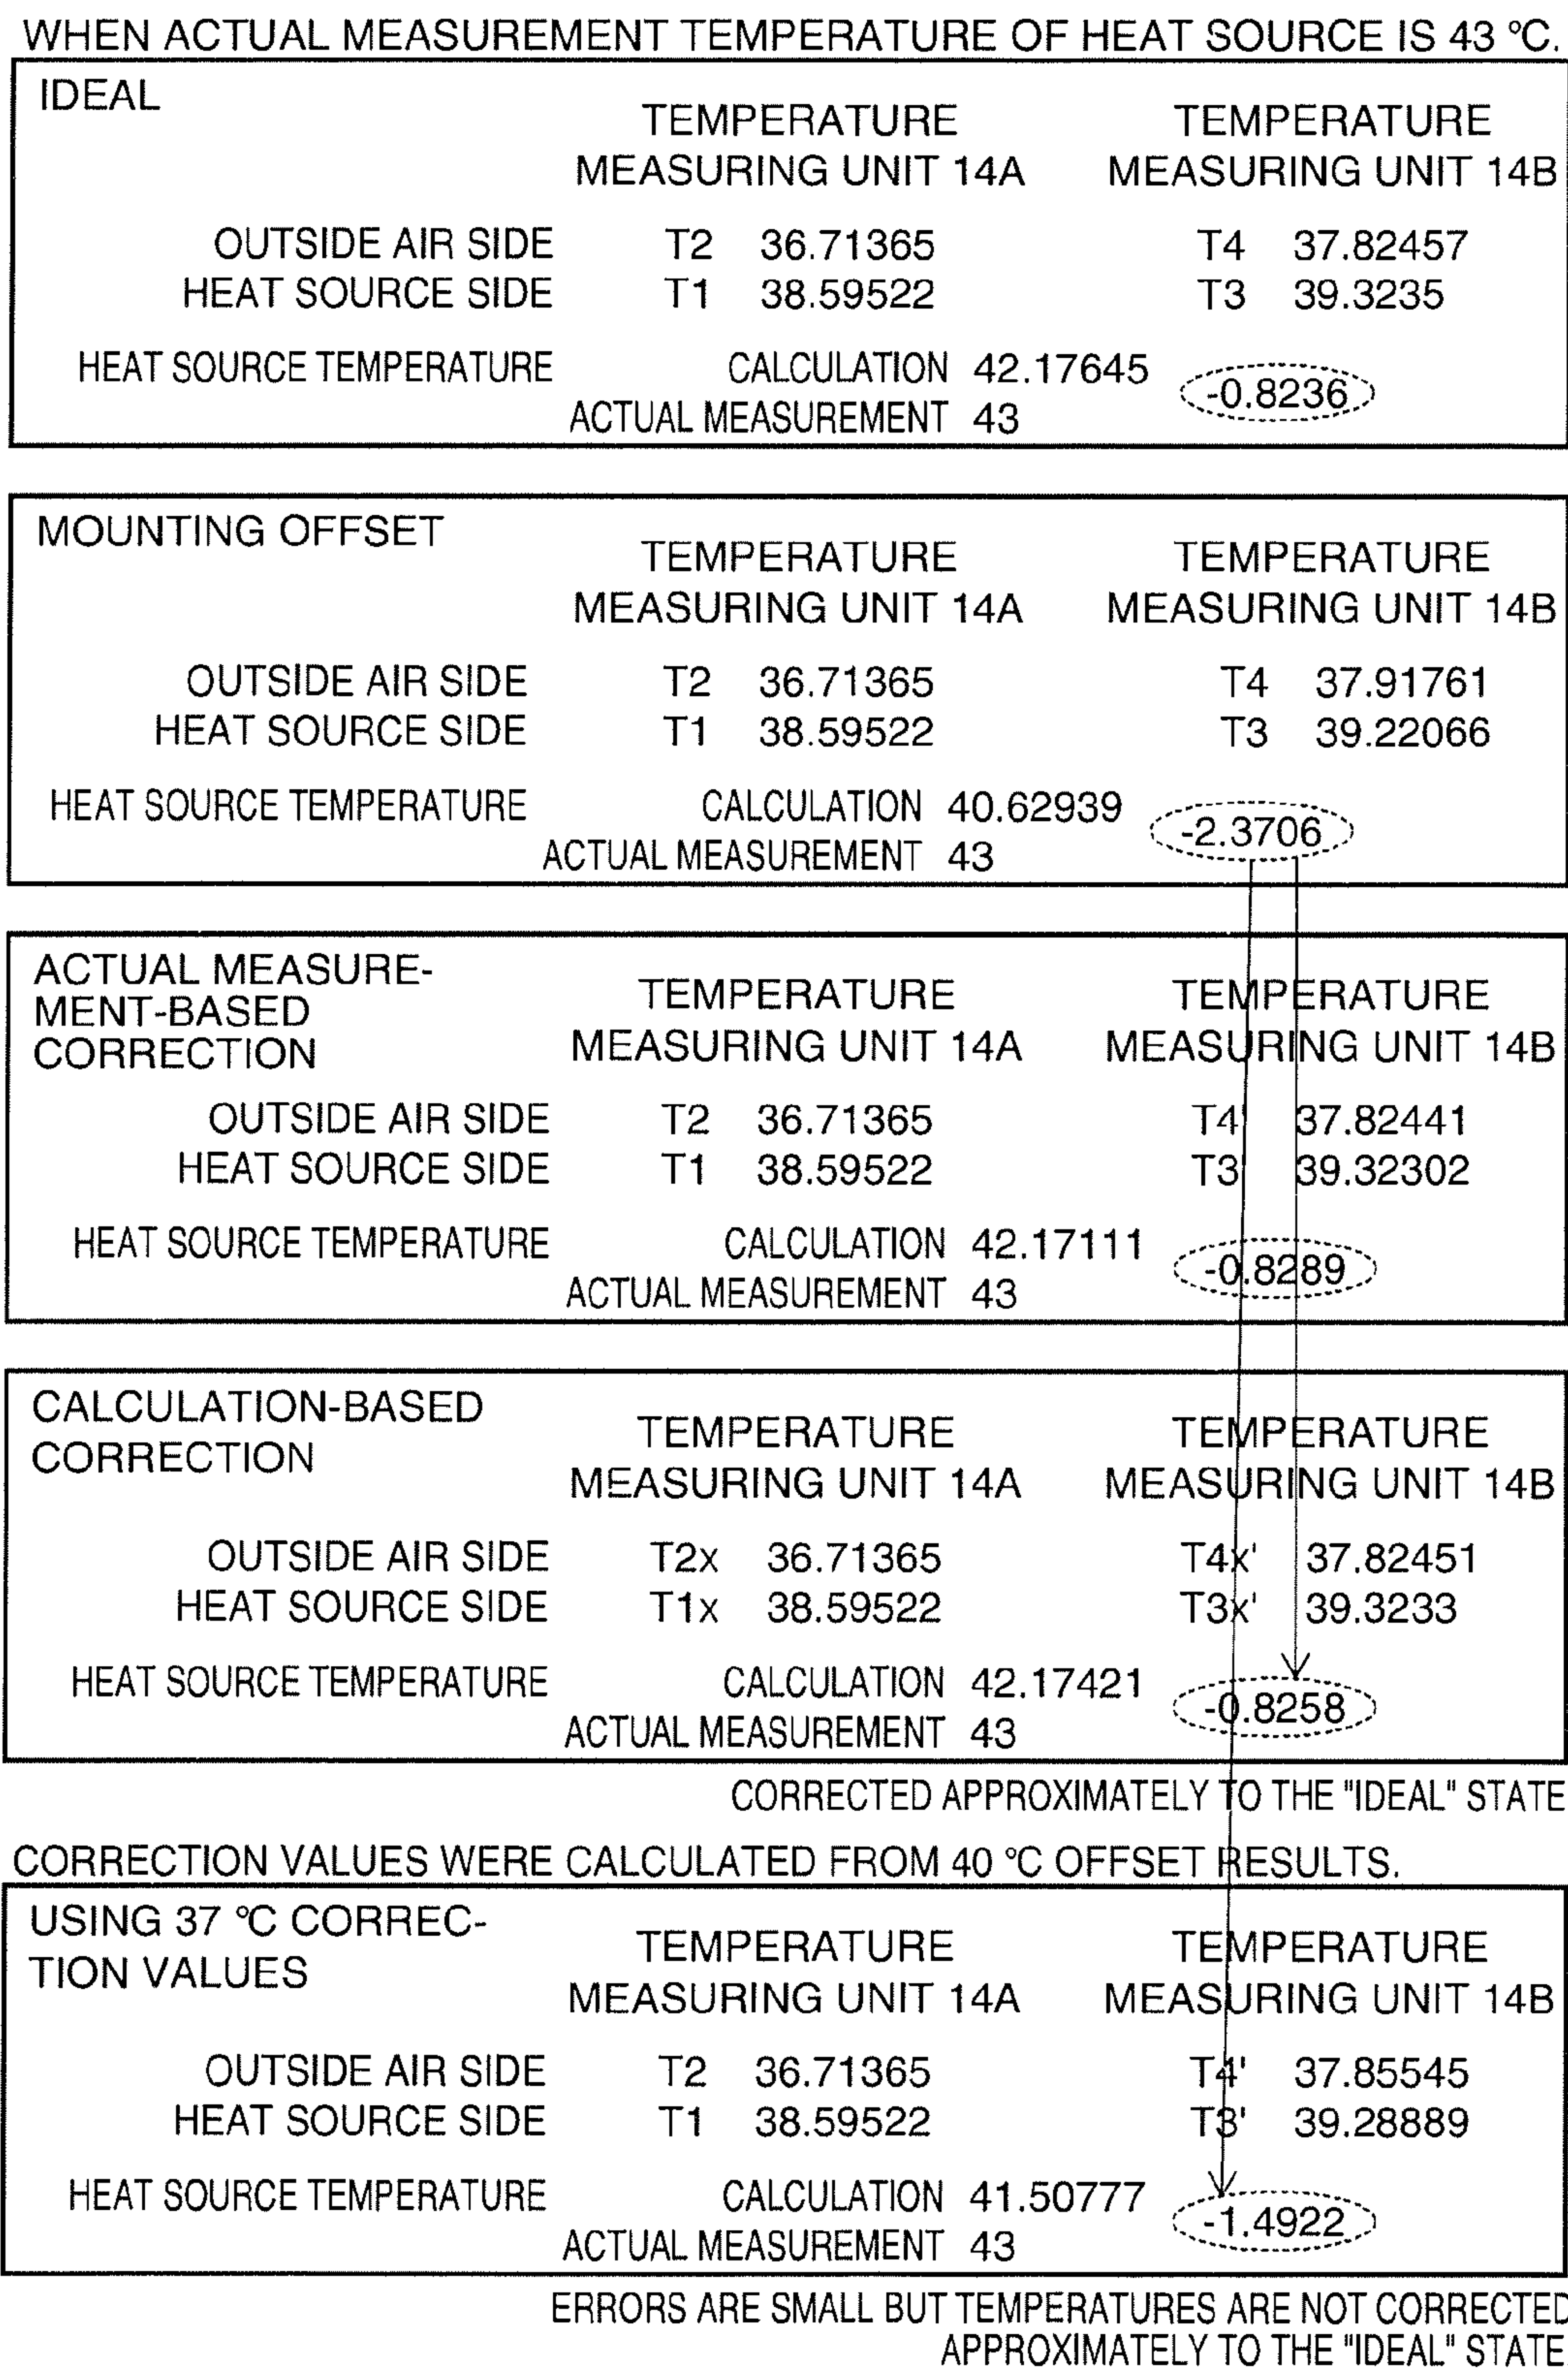 WHEN ACTUAL MEASUREMENT TEMPERATURE OF HEAT SOURCE IS 43 °C.
IDEAL
TEMPERATURE MEASURING UNIT 14A
TEMPERATURE MEASURING UNIT 14B
OUTSIDE AIR SIDE T2 36.71365 T4 37.82457
HEAT SOURCE SIDE T1 38.59522 T3 39.3235
HEAT SOURCE TEMPERATURE CALCULATION 42.17645
-0.8236
ACTUAL MEASUREMENT 43
MOUNTING OFFSET
TEMPERATURE MEASURING UNIT 14A
TEMPERATURE MEASURING UNIT 14B
OUTSIDE AIR SIDE T2 36.71365 T4 37.91761
HEAT SOURCE SIDE T1 38.59522 T3 39.22066
HEAT SOURCE TEMPERATURE CALCULATION 40.62939
-2.3706
ACTUAL MEASUREMENT 43
ACTUAL MEASURE-
MENT-BASED
CORRECTION
TEMPERATURE MEASURING UNIT 14A
TEMPERATURE MEASURING UNIT 14B
OUTSIDE AIR SIDE T2 36.71365 T4' 37.82441
HEAT SOURCE SIDE T1 38.59522 T3' 39.32302
HEAT SOURCE TEMPERATURE CALCULATION 42.17111
-0.8289
ACTUAL MEASUREMENT 43
CALCULATION-BASED
CORRECTION
TEMPERATURE MEASURING UNIT 14A
TEMPERATURE MEASURING UNIT 14B
OUTSIDE AIR SIDE T2x 36.71365 T4x' 37.82451
HEAT SOURCE SIDE T1x 38.59522 T3x' 39.3233
HEAT SOURCE TEMPERATURE CALCULATION 42.17421
-0.8258
ACTUAL MEASUREMENT 43
CORRECTED APPROXIMATELY TO THE "IDEAL" STATE
CORRECTION VALUES WERE CALCULATED FROM 40 °C OFFSET RESULTS.
USING 37 °C CORREC-
TION VALUES
TEMPERATURE MEASURING UNIT 14A
TEMPERATURE MEASURING UNIT 14B
OUTSIDE AIR SIDE T2 36.71365 T4' 37.85545
HEAT SOURCE SIDE T1 38.59522 T3' 39.28889
HEAT SOURCE TEMPERATURE CALCULATION 41.50777
-1.4922
ACTUAL MEASUREMENT 43
ERRORS ARE SMALL BUT TEMPERATURES ARE NOT CORRECTED
APPROXIMATELY TO THE "IDEAL" STATE